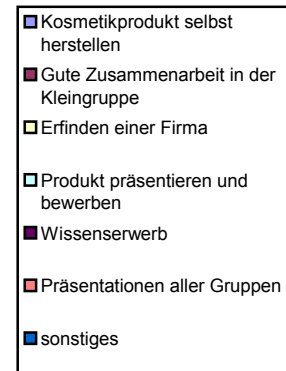 Kosmetikprodukt selbst
herstellen
Gute Zusammenarbeit in der
Kleingruppe
Erfinden einer Firma
Produkt präsentieren und
bewerben
Wissenserwerb
Präsentationen aller Gruppen
sonstiges